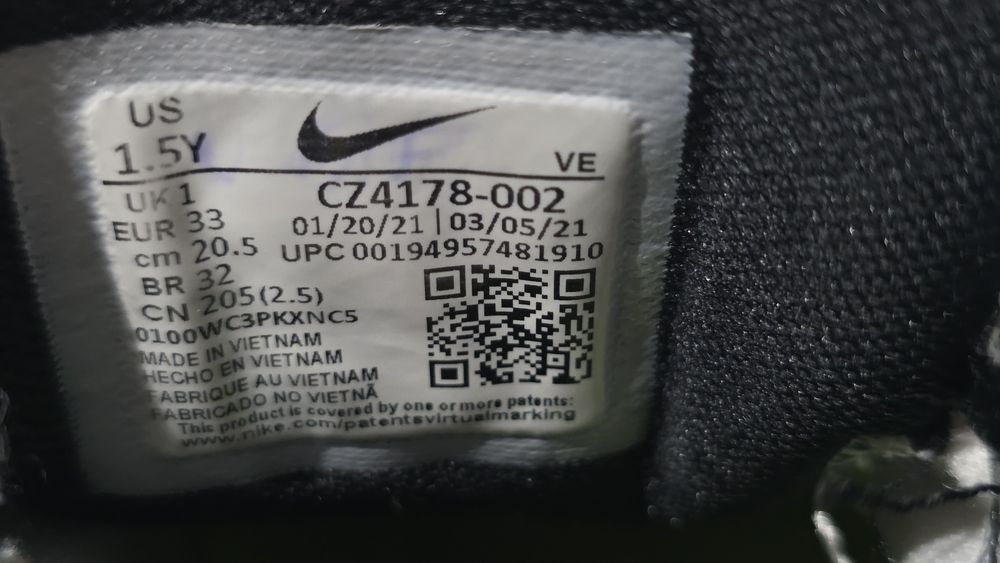 US
1.5Y
VE
UK 1
EUR 33
cm 20.5
BR 32
CN 205(2.5)
CZ4178-002
01/20/21 | 03/05/21
UPC 00194957481910
0100WC3PKXNC5
MADE IN VIETNAM
HECHO EN VIETNAM
FABRIQUE AU VIETNAM
FABRICADO NO VIETNÃ
This product is covered by one or more patents:
www.nike.com/patentsvirtualmarking